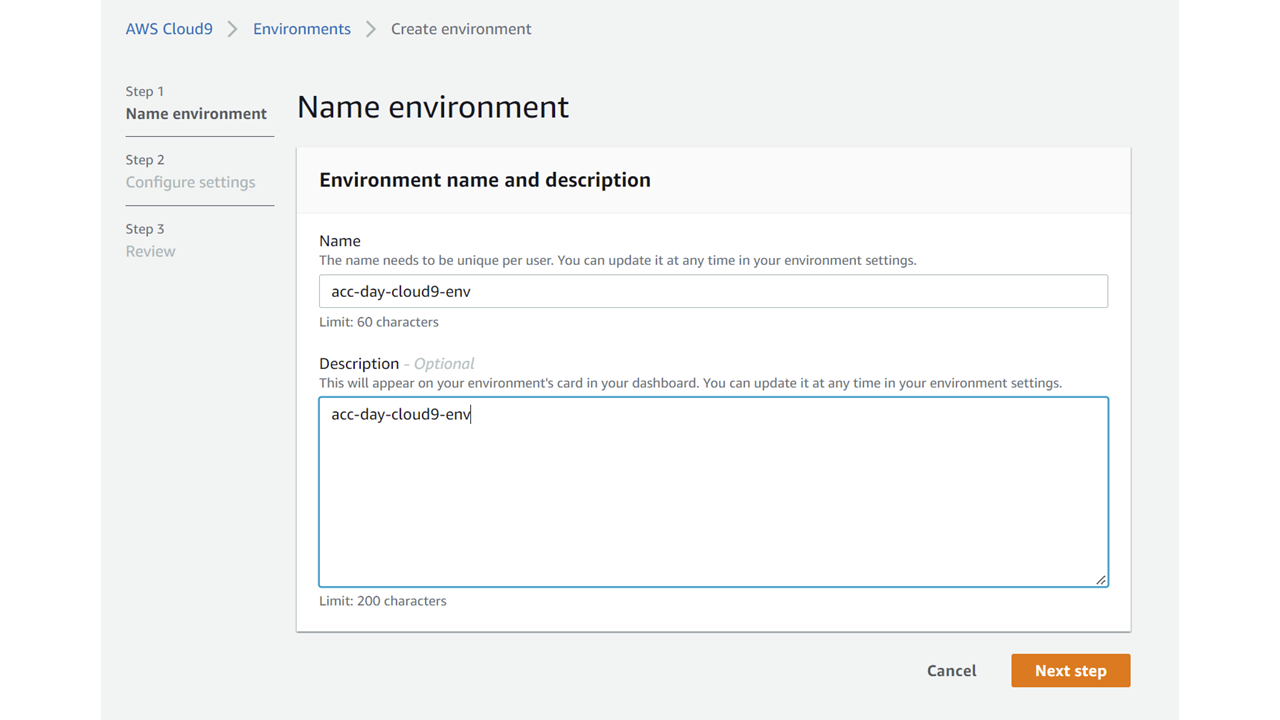 AWS Cloud9 Environments Create environment
Step 1
Name environment
Step 2
Configure settings
Step 3
Review
Name environment
Environment name and description
Name
The name needs to be unique per user. You can update it at any time in your environment settings.
acc-day-cloud9-env
Limit: 60 characters
Description - Optional
This will appear on your environment's card in your dashboard. You can update it at any time in your environment settings.
acc-day-cloud9-env
Limit: 200 characters
Cancel Next step